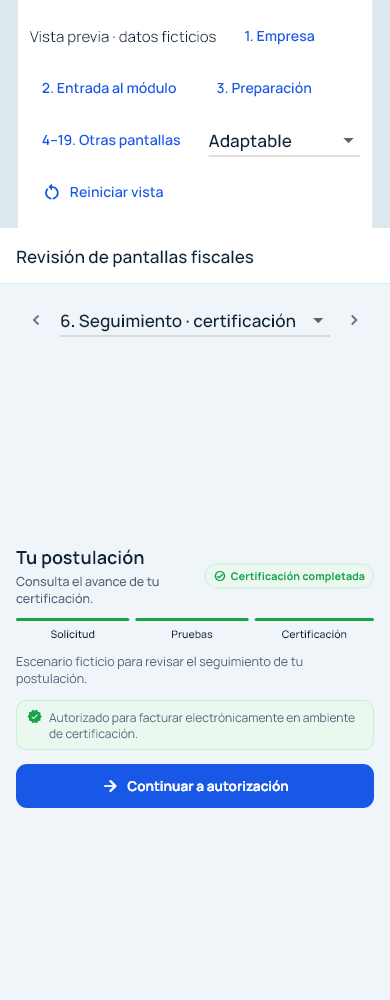 Vista previa · datos ficticios
1. Empresa
2. Entrada al módulo
3. Preparación
4–19. Otras pantallas
Adaptable
Reiniciar vista
Revisión de pantallas fiscales
6. Seguimiento · certificación
Tu postulación
Consulta el avance de tu
certificación.
Certificación completada
Solicitud
Pruebas
Certificación
Escenario ficticio para revisar el seguimiento de tu
postulación.
Autorizado para facturar electrónicamente en ambiente
de certificación.
Continuar a autorización